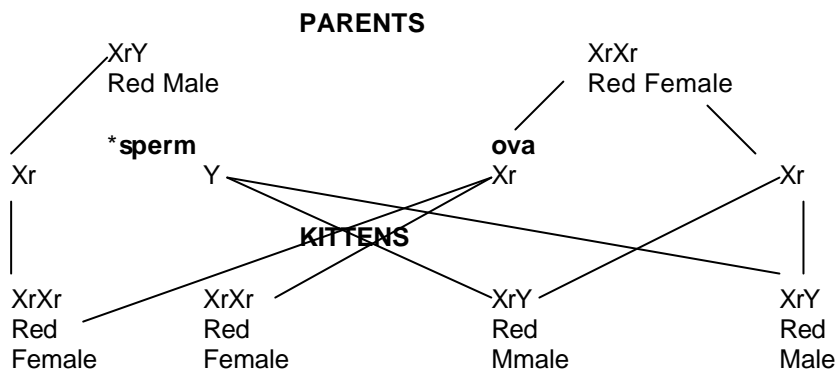 PARENTS
XrY XrXr
Red Male Red Female
*sperm ova
Xr Y Xr Xr
KITTENS
XrXr XrXr XrY XrY
Red Red Red Red
Female Female Mmale Male